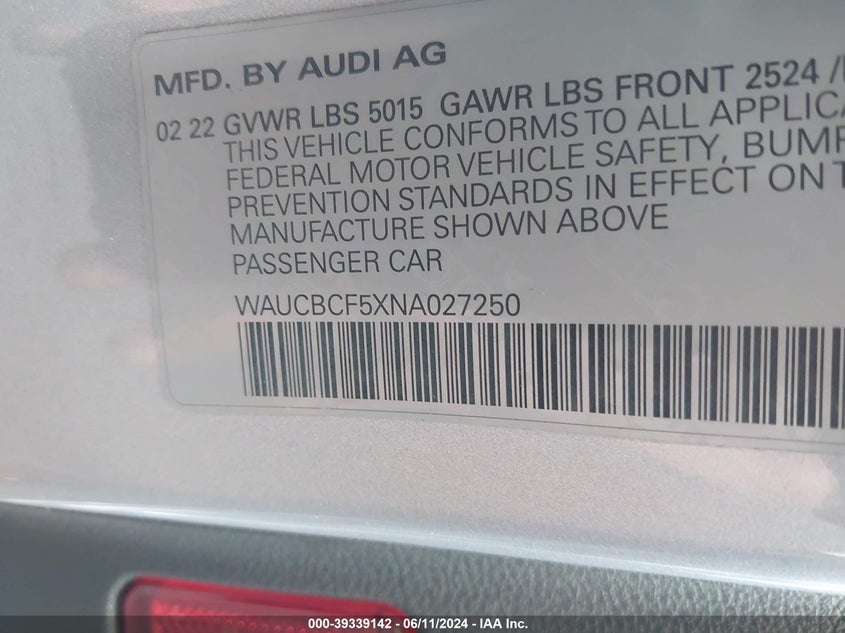 MFD. BY AUDI AG
02 22 GVWR LBS 5015 GAWR LBS FRONT 2524
THIS VEHICLE CONFORMS TO ALL
FEDERAL MOTOR VEHICLE SAFETY,
PREVENTION STANDARDS IN EFFECT ON
MANUFACTURE SHOWN ABOVE
PASSENGER CAR
WAUCBCF5XNA027250
000-39339142 - 06/11/2024 - IAA Inc.